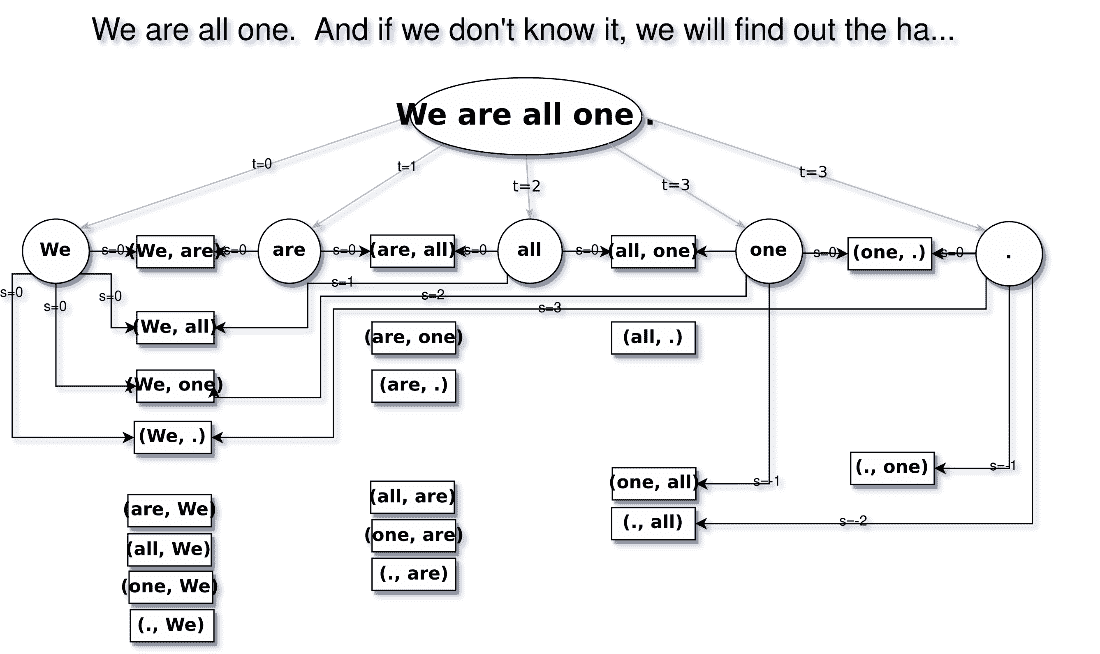 We are all one.  And if we don't know it, we will find out the ha...
We are all one .
t=0 t=1 t=2 t=3 t=3
We s=0 (We, are) s=0 are s=0 (are, all) s=0 all s=0 (all, one) one s=0 (one, .) s=0 .
s=0 s=0 s=0 s=1 s=2 s=3
(We, all) (are, one) (all, .)
(We, one) (are, .)
(We, .)
(one, all) s=-1 (., one) s=-1
(., all) s=-2
(are, We) (all, are)
(all, We) (one, are)
(one, We) (., are)
(., We)